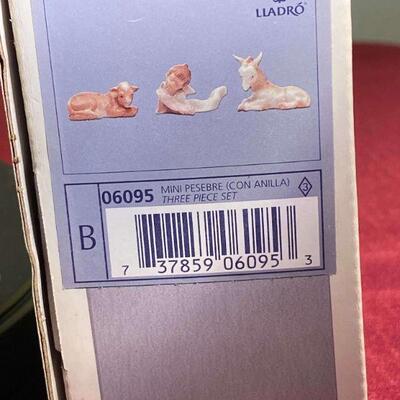 LLADRÓ
06095 MINI PESEBRE (CON ANILLA) 3
THREE PIECE SET
B
7 37859 06095 3